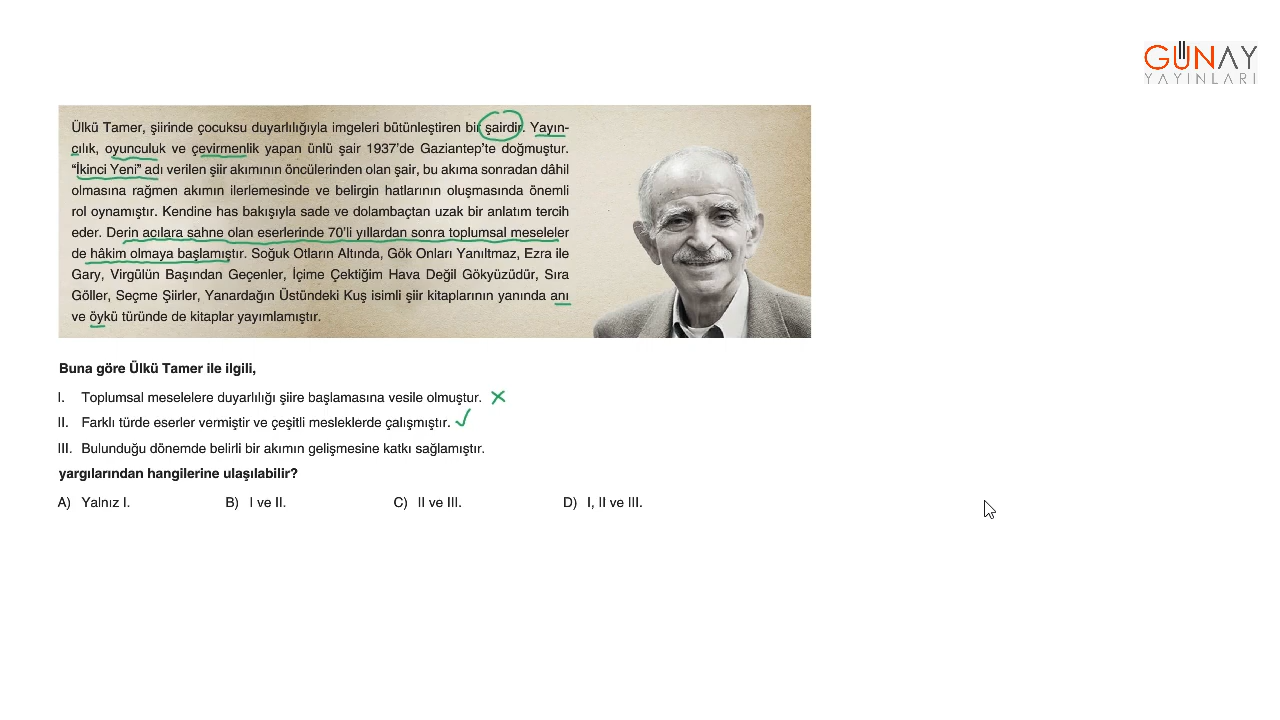 GÜNAY
YAYINLARI
Ülkü Tamer, şiirinde çocuksu duyarlılığıyla imgeleri bütünleştiren bir şairdir. Yayın-
cılık, oyunculuk ve çevirmenlik yapan ünlü şair 1937'de Gaziantep'te doğmuştur.
"İkinci Yeni" adı verilen şiir akımının öncülerinden olan şair, bu akıma sonradan dâhil
olmasına rağmen akımın ilerlemesinde ve belirgin hatlarının oluşmasında önemli
rol oynamıştır. Kendine has bakışıyla sade ve dolambaçtan uzak bir anlatım tercih
eder. Derin acılara sahne olan eserlerinde 70'li yıllardan sonra toplumsal meseleler
de hâkim olmaya başlamıştır. Soğuk Otların Altında, Gök Onları Yanıltmaz, Ezra ile
Gary, Virgülün Başından Geçenler, İçime Çektiğim Hava Değil Gökyüzüdür, Sıra
Göller, Seçme Şiirler, Yanardağın Üstündeki Kuş isimli şiir kitaplarının yanında anı
ve öykü türünde de kitaplar yayımlamıştır.
Buna göre Ülkü Tamer ile ilgili,
I. Toplumsal meselelere duyarlılığı şiire başlamasına vesile olmuştur.
II. Farklı türde eserler vermiştir ve çeşitli mesleklerde çalışmıştır.
III. Bulunduğu dönemde belirli bir akımın gelişmesine katkı sağlamıştır.
yargılarından hangilerine ulaşılabilir?
A) Yalnız I. B) I ve II. C) II ve III. D) I, II ve III.